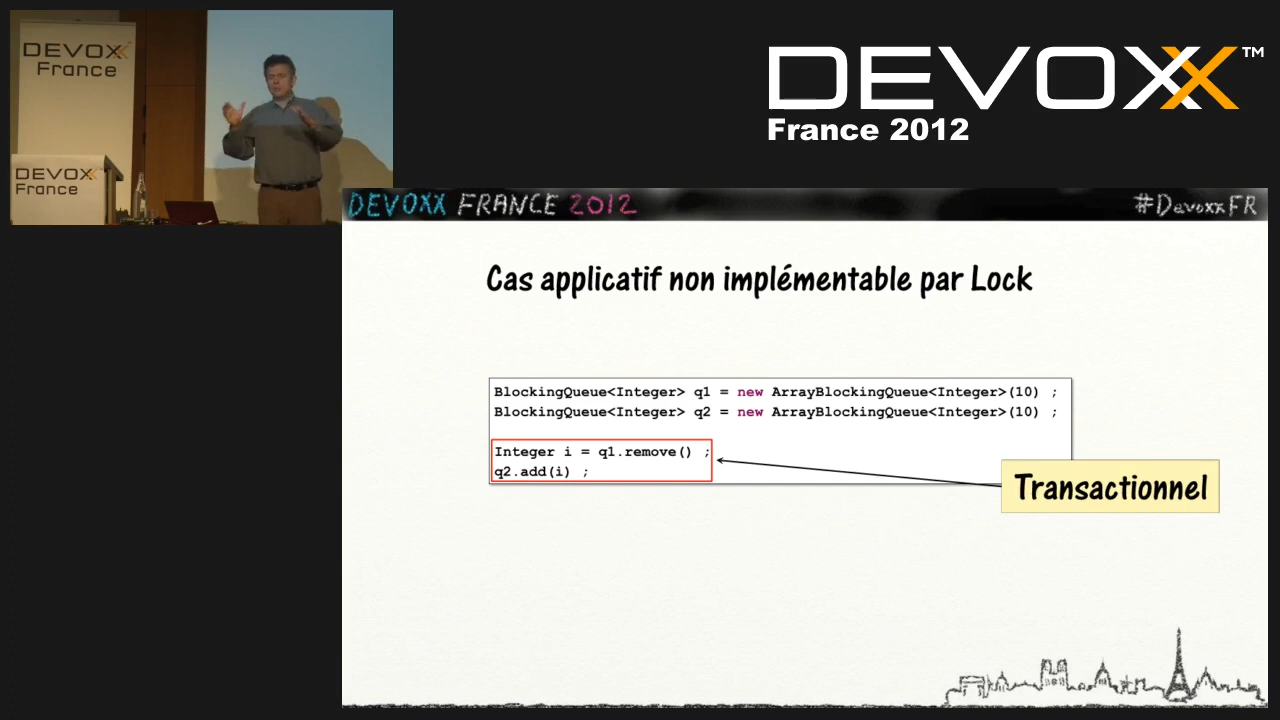 DEVOXX
France
DEVOXX
France
DEVOXX™
France 2012
DEVOXX FRANCE 2012
#DevoxxFR
Cas applicatif non implémentable par Lock
BlockingQueue<Integer> q1 = new ArrayBlockingQueue<Integer>(10) ;
BlockingQueue<Integer> q2 = new ArrayBlockingQueue<Integer>(10) ;
Integer i = q1.remove() ;
q2.add(i) ;
Transactionnel